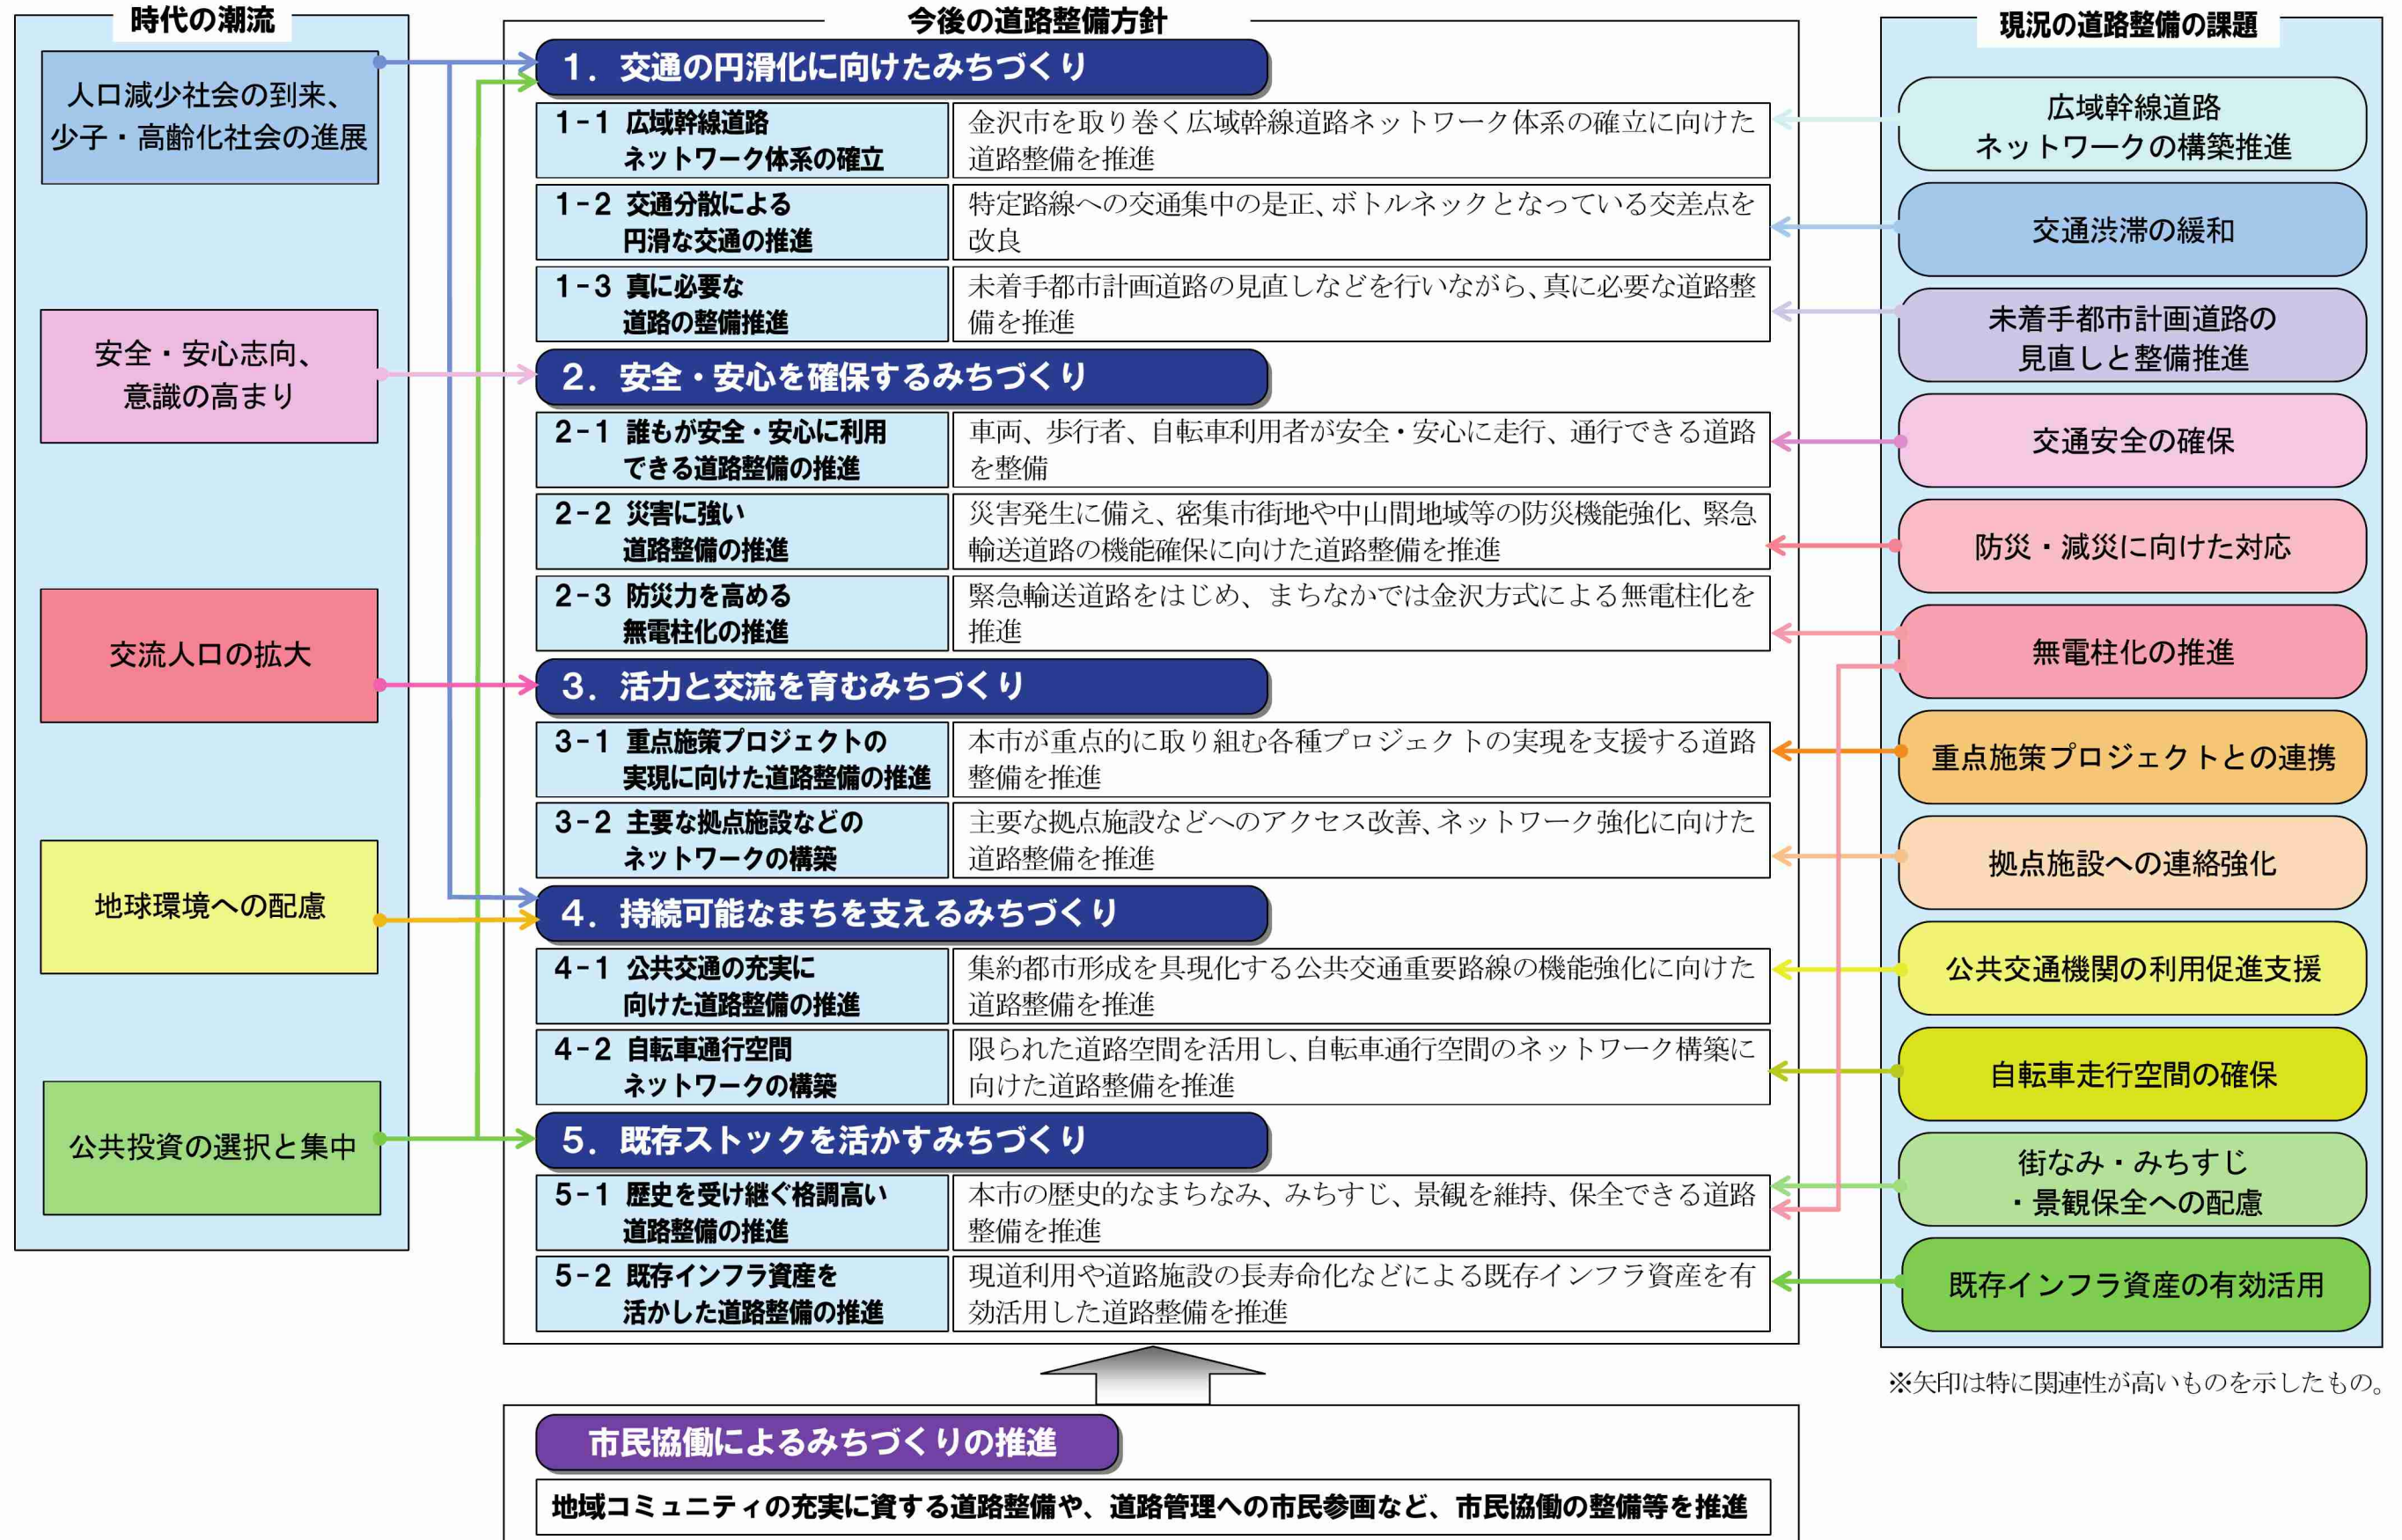 時代の潮流
人口減少社会の到来、
少子・高齢化社会の進展
安全・安心志向、
意識の高まり
交流人口の拡大
地球環境への配慮
公共投資の選択と集中
今後の道路整備方針
1．交通の円滑化に向けたみちづくり
1-1 広域幹線道路
ネットワーク体系の確立
金沢市を取り巻く広域幹線道路ネットワーク体系の確立に向けた
道路整備を推進
1-2 交通分散による
円滑な交通の推進
特定路線への交通集中の是正、ボトルネックとなっている交差点を
改良
1-3 真に必要な
道路の整備推進
未着手都市計画道路の見直しなどを行いながら、真に必要な道路整
備を推進
2．安全・安心を確保するみちづくり
2-1 誰もが安全・安心に利用
できる道路整備の推進
車両、歩行者、自転車利用者が安全・安心に走行、通行できる道路
を整備
2-2 災害に強い
道路整備の推進
災害発生に備え、密集市街地や中山間地域等の防災機能強化、緊急
輸送道路の機能確保に向けた道路整備を推進
2-3 防災力を高める
無電柱化の推進
緊急輸送道路をはじめ、まちなかでは金沢方式による無電柱化を
推進
3．活力と交流を育むみちづくり
3-1 重点施策プロジェクトの
実現に向けた道路整備の推進
本市が重点的に取り組む各種プロジェクトの実現を支援する道路
整備を推進
3-2 主要な拠点施設などの
ネットワークの構築
主要な拠点施設などへのアクセス改善、ネットワーク強化に向けた
道路整備を推進
4．持続可能なまちを支えるみちづくり
4-1 公共交通の充実に
向けた道路整備の推進
集約都市形成を具現化する公共交通重要路線の機能強化に向けた
道路整備を推進
4-2 自転車通行空間
ネットワークの構築
限られた道路空間を活用し、自転車通行空間のネットワーク構築に
向けた道路整備を推進
5．既存ストックを活かすみちづくり
5-1 歴史を受け継ぐ格調高い
道路整備の推進
本市の歴史的なまちなみ、みちすじ、景観を維持、保全できる道路
整備を推進
5-2 既存インフラ資産を
活かした道路整備の推進
現道利用や道路施設の長寿命化などによる既存インフラ資産を有
効活用した道路整備を推進
市民協働によるみちづくりの推進
地域コミュニティの充実に資する道路整備や、道路管理への市民参画など、市民協働の整備等を推進
現況の道路整備の課題
広域幹線道路
ネットワークの構築推進
交通渋滞の緩和
未着手都市計画道路の
見直しと整備推進
交通安全の確保
防災・減災に向けた対応
無電柱化の推進
重点施策プロジェクトとの連携
拠点施設への連絡強化
公共交通機関の利用促進支援
自転車走行空間の確保
街なみ・みちすじ
・景観保全への配慮
既存インフラ資産の有効活用
※矢印は特に関連性が高いものを示したもの。